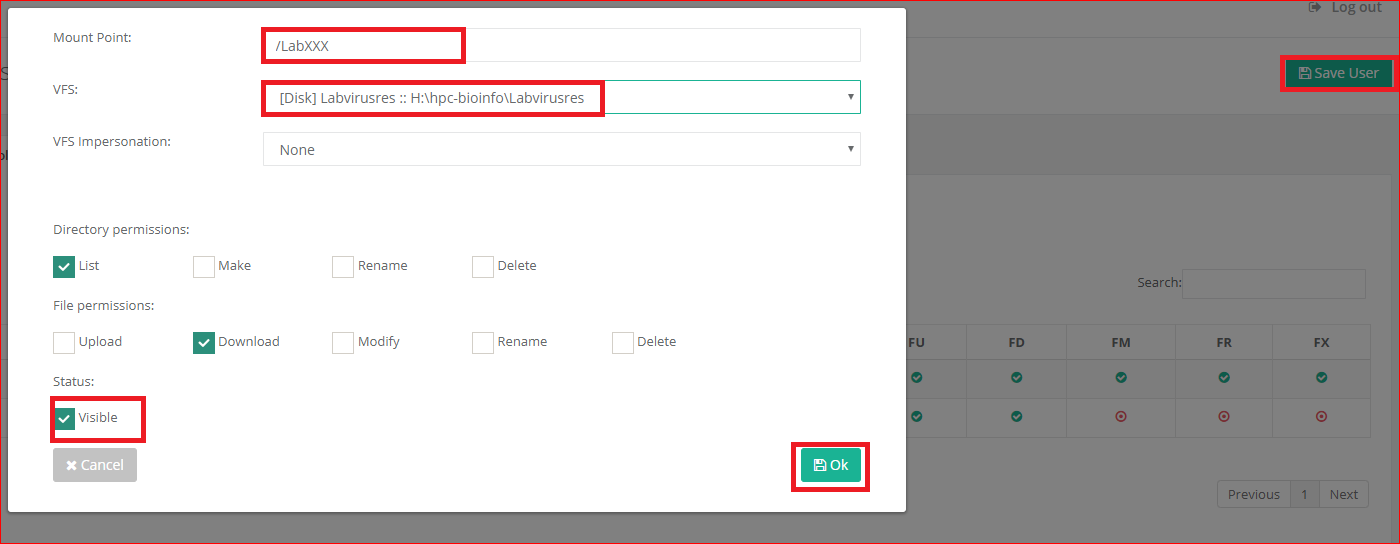 Log out
Mount Point:
/LabXXX
S
Save User
VFS:
[Disk] Labvirusres :: H:\hpc-bioinfo\Labvirusres
VFS Impersonation:
None
Directory permissions:
List Make Rename Delete
Search:
File permissions:
Upload Download Modify Rename Delete
FU FD FM FR FX
Status:
Visible
Cancel
Ok
Previous 1 Next